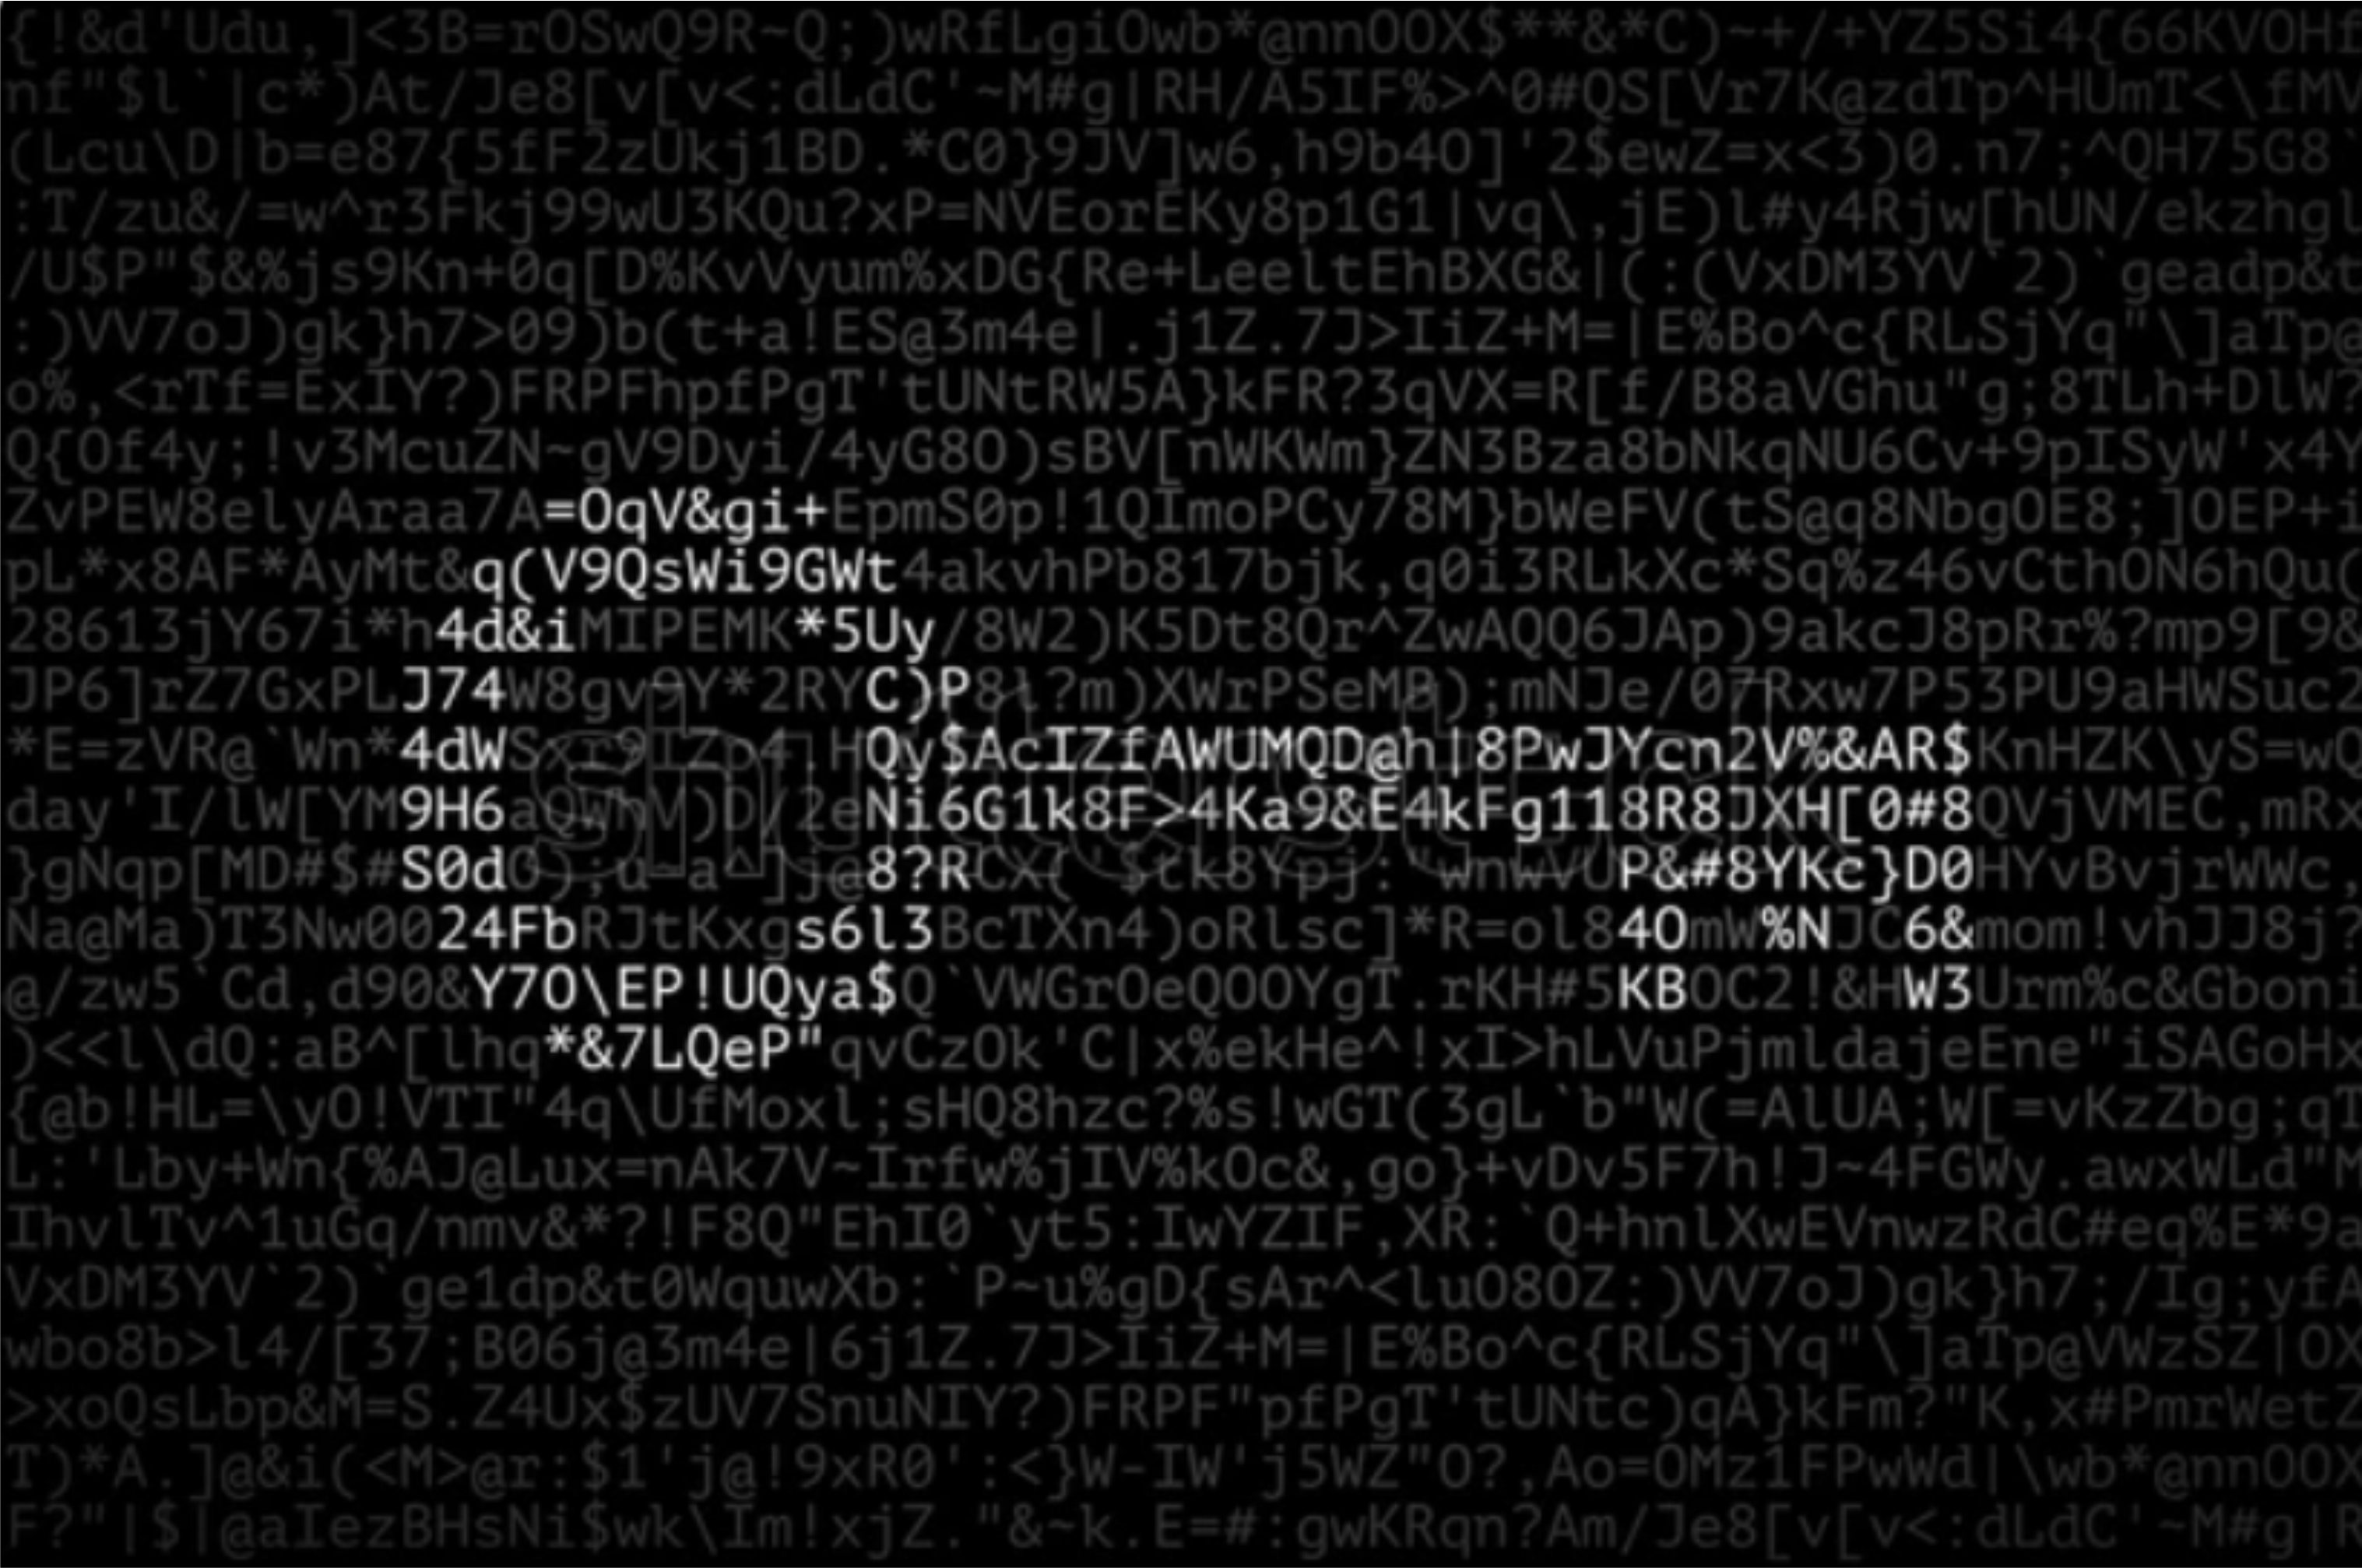 {!&d'Udu,]<3B=rOSwQ9R~Q;)wRfLgiOwb*@nnOOX$**&*C)~+/+YZ5Si4{66KVOHf
nf"$l`|c*)At/Je8[v[v<:dLdC'~M#g|RH/A5IF%>^0#QS[Vr7K@zdTp^HUmT<\fMV
(Lcu\D|b=e87{5fF2zUkj1BD.*C0}9JV]w6,h9b4O]'2$ewZ=x<3)0.n7;^QH75G8`
:T/zu&/=w^r3Fkj99wU3KQu?xP=NVEorEKy8p1G1|vq\,jE)l#y4Rjw[hUN/ekzhgl
/U$P"$&%js9Kn+0q[D%KvVyum%xDG{Re+LeeltEhBXG&|(:(VxDM3YV`2)`geadp&t
:)VV7oJ)gk}h7>09)b(t+a!ES@3m4e|.j1Z.7J>IiZ+M=|E%Bo^c{RLSjYq"\]aTp@
o%,<rTf=ExIY?)FRPFhpfPgT'tUNtRW5A}kFR?3qVX=R[f/B8aVGhu"g;8TLh+DlW?
Q{Of4y;!v3McuZN~gV9Dyi/4yG8O)sBV[nWKWm}ZN3Bza8bNkqNU6Cv+9pISyW'x4Y
ZvPEW8elyAraa7A=OqV&gi+EpmS0p!1QImoPCy78M}bWeFV(tS@q8NbgOE8;]OEP+i
pL*x8AF*AyMt&q(V9QsWi9GWt4akvhPb817bjk,q0i3RLkXc*Sq%z46vCthON6hQu(
28613jY67i*h4d&iMIPEMK*5Uy/8W2)K5Dt8Qr^ZwAQQ6JAp)9akcJ8pRr%?mp9[9&
JP6]rZ7GxPLJ74W8gv9Y*2RYC)P8l?m)XWrPSeMB);mNJe/07Rxw7P53PU9aHWSuc2
*E=zVR@`Wn*4dWSxr9IZp4.HQy$AcIZfAWUMQD@h|8PwJYcn2V%&AR$KnHZK\yS=wQ
day'I/lW[YM9H6aQWhV)D/2eNi6G1k8F>4Ka9&E4kFg118R8JXH[0#8QVjVMEC,mRx
}gNqp[MD#$#S0dG);u~a^]j@8?RCX('$tk8Ypj:"wnwVUP&#8YKc}D0HYvBvjrWWc,
Na@Ma)T3Nw0024FbRJtKxgs6l3BcTXn4)oRlsc]*R=ol84OmW%NJC6&mom!vhJJ8j?
@/zw5`Cd,d90&Y7O\EP!UQya$Q`VWGrOeQOOYgT.rKH#5KBOC2!&HW3Urm%c&Gboni
)<<l\dQ:aB^[lhq*&7LQeP"qvCzOk'C|x%ekHe^!xI>hLVuPjmldajeEne"iSAGoHx
{@b!HL=\yO!VTI"4q\UfMoxl;sHQ8hzc?%s!wGT(3gL`b"W(=AlUA;W[=vKzZbg;qT
L:'Lby+Wn{%AJ@Lux=nAk7V~Irfw%jIV%kOc&,go}+vDv5F7h!J~4FGWy.awxWLd"M
IhvlTv^1uGq/nmv&*?!F8Q"EhI0`yt5:IwYZIF,XR:`Q+hnlXwEVnwzRdC#eq%E*9a
VxDM3YV`2)`ge1dp&t0WquwXb:`P~u%gD{sAr^<luO8OZ:)VV7oJ)gk}h7;/Ig;yfA
wbo8b>l4/[37;B06j@3m4e|6j1Z.7J>IiZ+M=|E%Bo^c{RLSjYq"\]aTp@VWzSZ|OX
>xoQsLbp&M=S.Z4Ux$zUV7SnuNIY?)FRPF"pfPgT'tUNtc)qA}kFm?"K,x#PmrWetZ
T)*A.]@&i(<M>@r:$1'j@!9xR0':<}W-IW'j5WZ"O?,Ao=OMz1FPwWd|\wb*@nnOOX
F?"|$|@aIezBHsNi$wk\Im!xjZ."&~k.E=#:gwKRqn?Am/Je8[v[v<:dLdC'~M#g|R
shutterstock